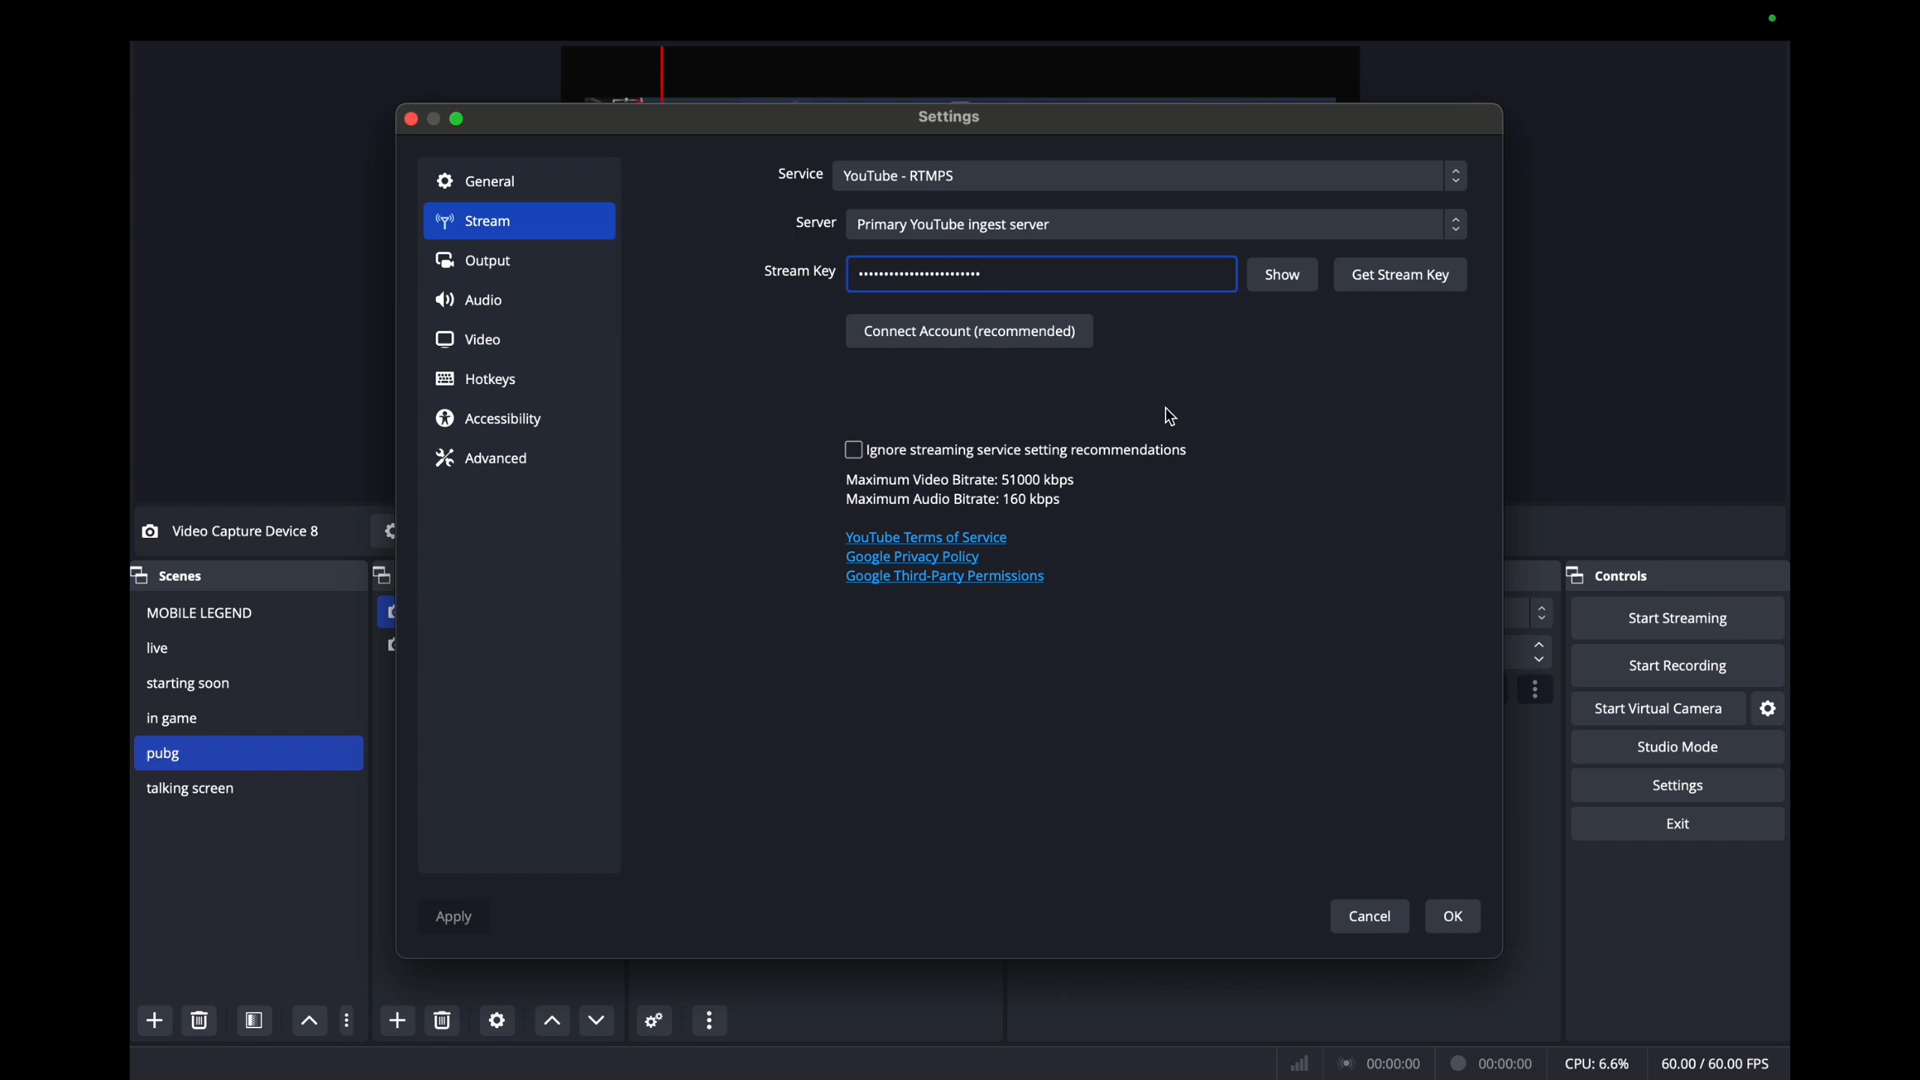 Settings
General
Stream
Output
Audio
Video
Hotkeys
Accessibility
Advanced
Service YouTube - RTMPS
Server Primary YouTube ingest server
Stream Key •••••••••••••••••••••••• Show Get Stream Key
Connect Account (recommended)
Ignore streaming service setting recommendations
Maximum Video Bitrate: 51000 kbps
Maximum Audio Bitrate: 160 kbps
YouTube Terms of Service
Google Privacy Policy
Google Third-Party Permissions
Apply
Cancel
OK
Video Capture Device 8
Scenes
MOBILE LEGEND
live
starting soon
in game
pubg
talking screen
Controls
Start Streaming
Start Recording
Start Virtual Camera
Studio Mode
Settings
Exit
00:00:00 00:00:00 CPU: 6.6% 60.00 / 60.00 FPS